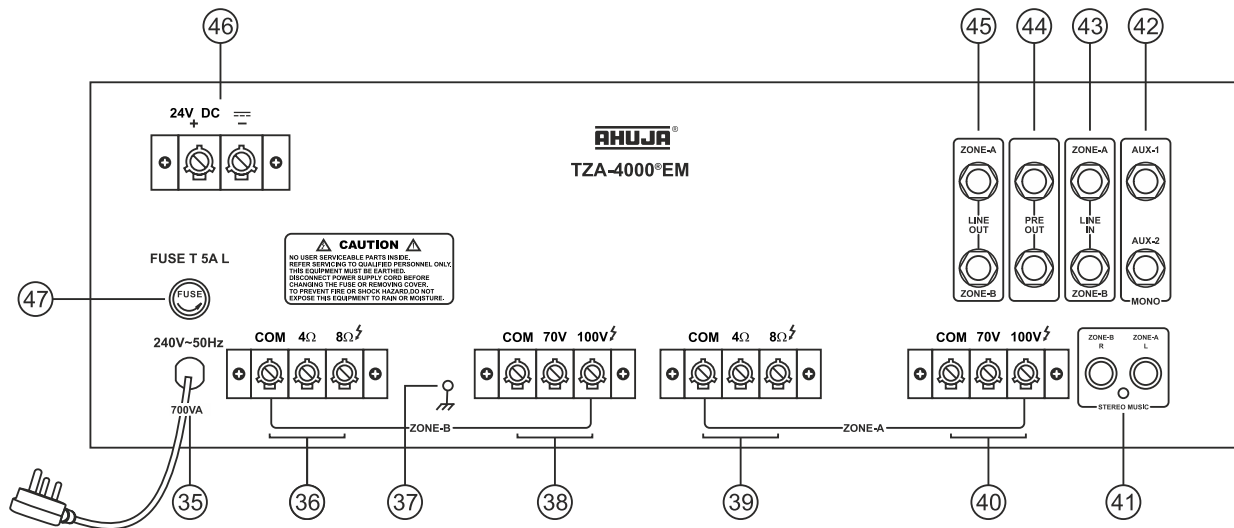 46
45
44
43
42
24V DC
+ −
AHUJA®
TZA-4000®EM
ZONE-A
LINE
OUT
ZONE-B
PRE
OUT
ZONE-A
LINE
IN
ZONE-B
AUX-1
AUX-2
MONO
CAUTION
NO USER SERVICEABLE PARTS INSIDE.
REFER SERVICING TO QUALIFIED PERSONNEL ONLY.
THIS EQUIPMENT MUST BE EARTHED.
DISCONNECT POWER SUPPLY CORD BEFORE
CHANGING THE FUSE OR REMOVING COVER.
TO PREVENT FIRE OR SHOCK HAZARD,DO NOT
EXPOSE THIS EQUIPMENT TO RAIN OR MOISTURE.
FUSE T 5A L
FUSE
47
240V~50Hz
700VA
COM 4Ω 8Ω
COM 70V 100V
ZONE-B
COM 4Ω 8Ω
COM 70V 100V
ZONE-A
ZONE-B
R
ZONE-A
L
STEREO MUSIC
35
36
37
38
39
40
41